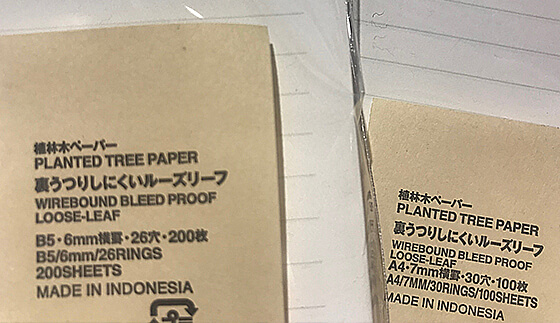 植林木ペーパー
PLANTED TREE PAPER
裏うつりしにくいルーズリーフ
WIREBOUND BLEED PROOF
LOOSE-LEAF
B5・6mm横罫・26穴・200枚
B5/6mm/26RINGS
200SHEETS
MADE IN INDONESIA
植林木ペーパー
PLANTED TREE PAPER
裏うつりしにくいルーズリーフ
WIREBOUND BLEED PROOF
LOOSE-LEAF
A4・7mm横罫・30穴・100枚
A4/7MM/30RINGS/100SHEETS
MADE IN INDONESIA